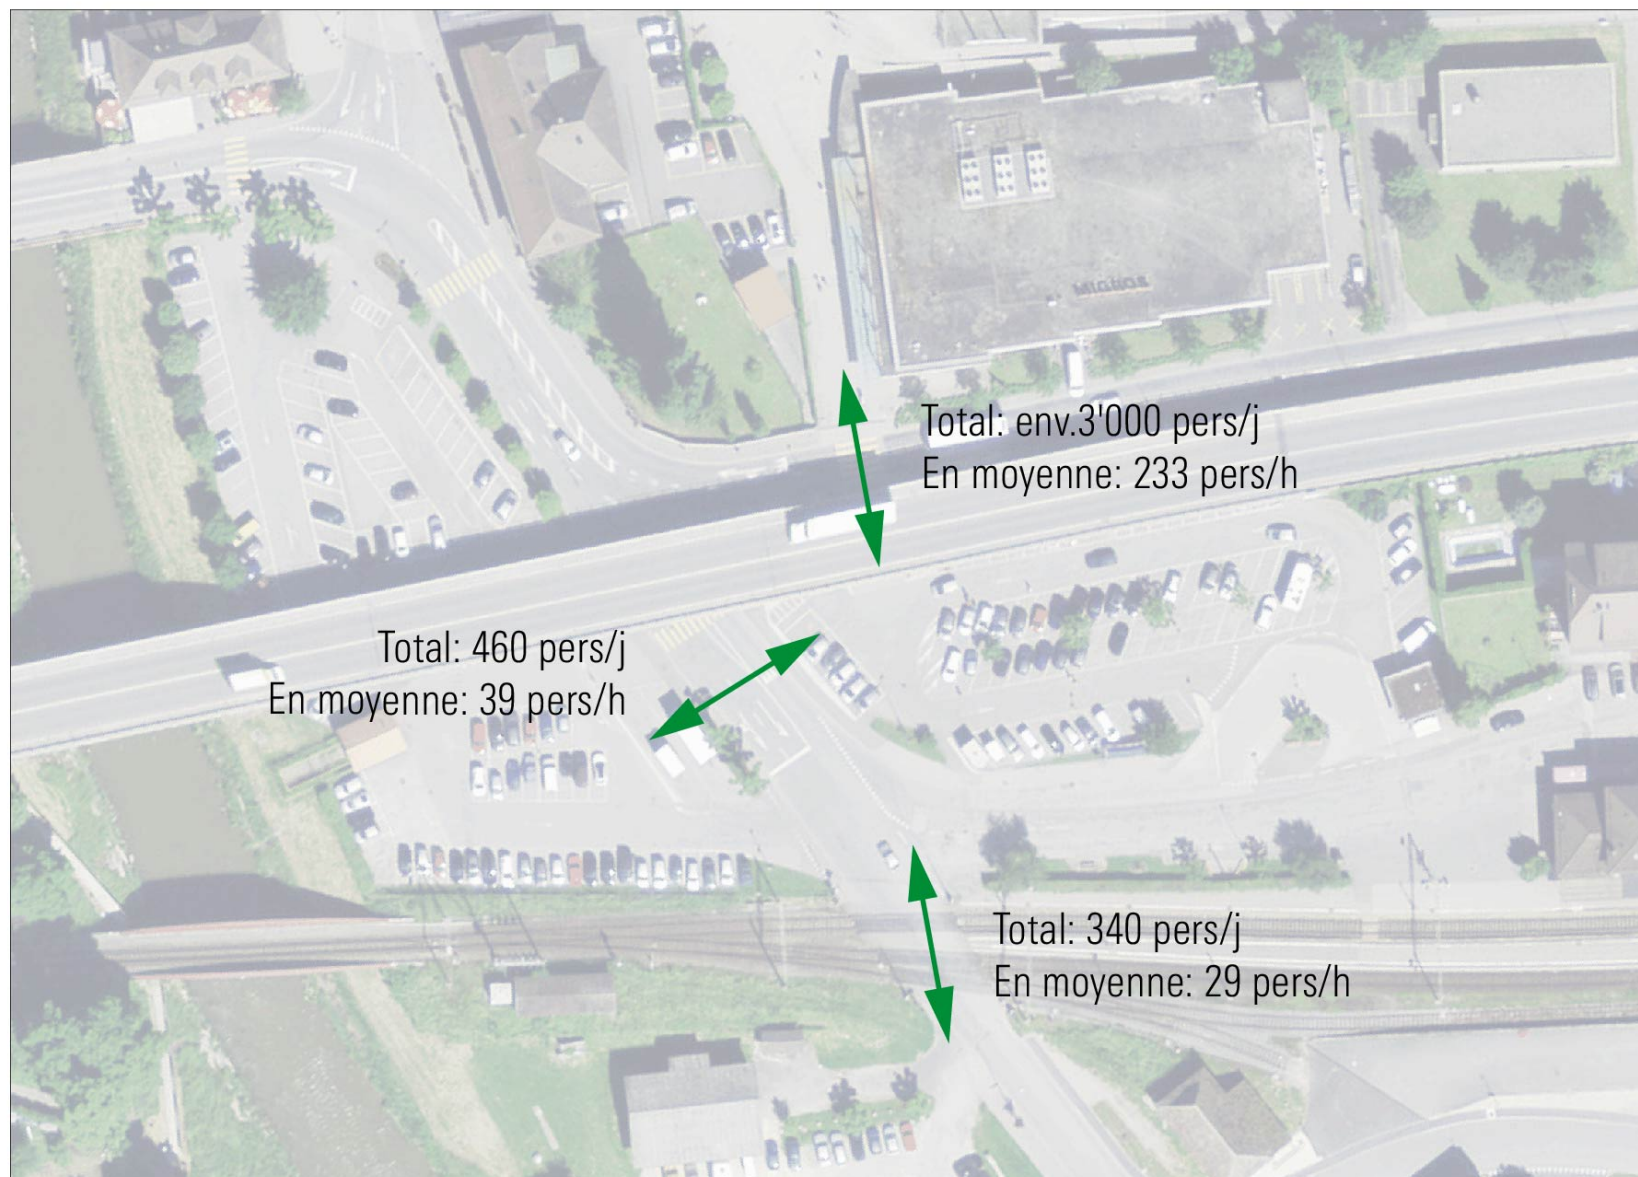 MIGROS
Total: env.3'000 pers/j
En moyenne: 233 pers/h
Total: 460 pers/j
En moyenne: 39 pers/h
Total: 340 pers/j
En moyenne: 29 pers/h